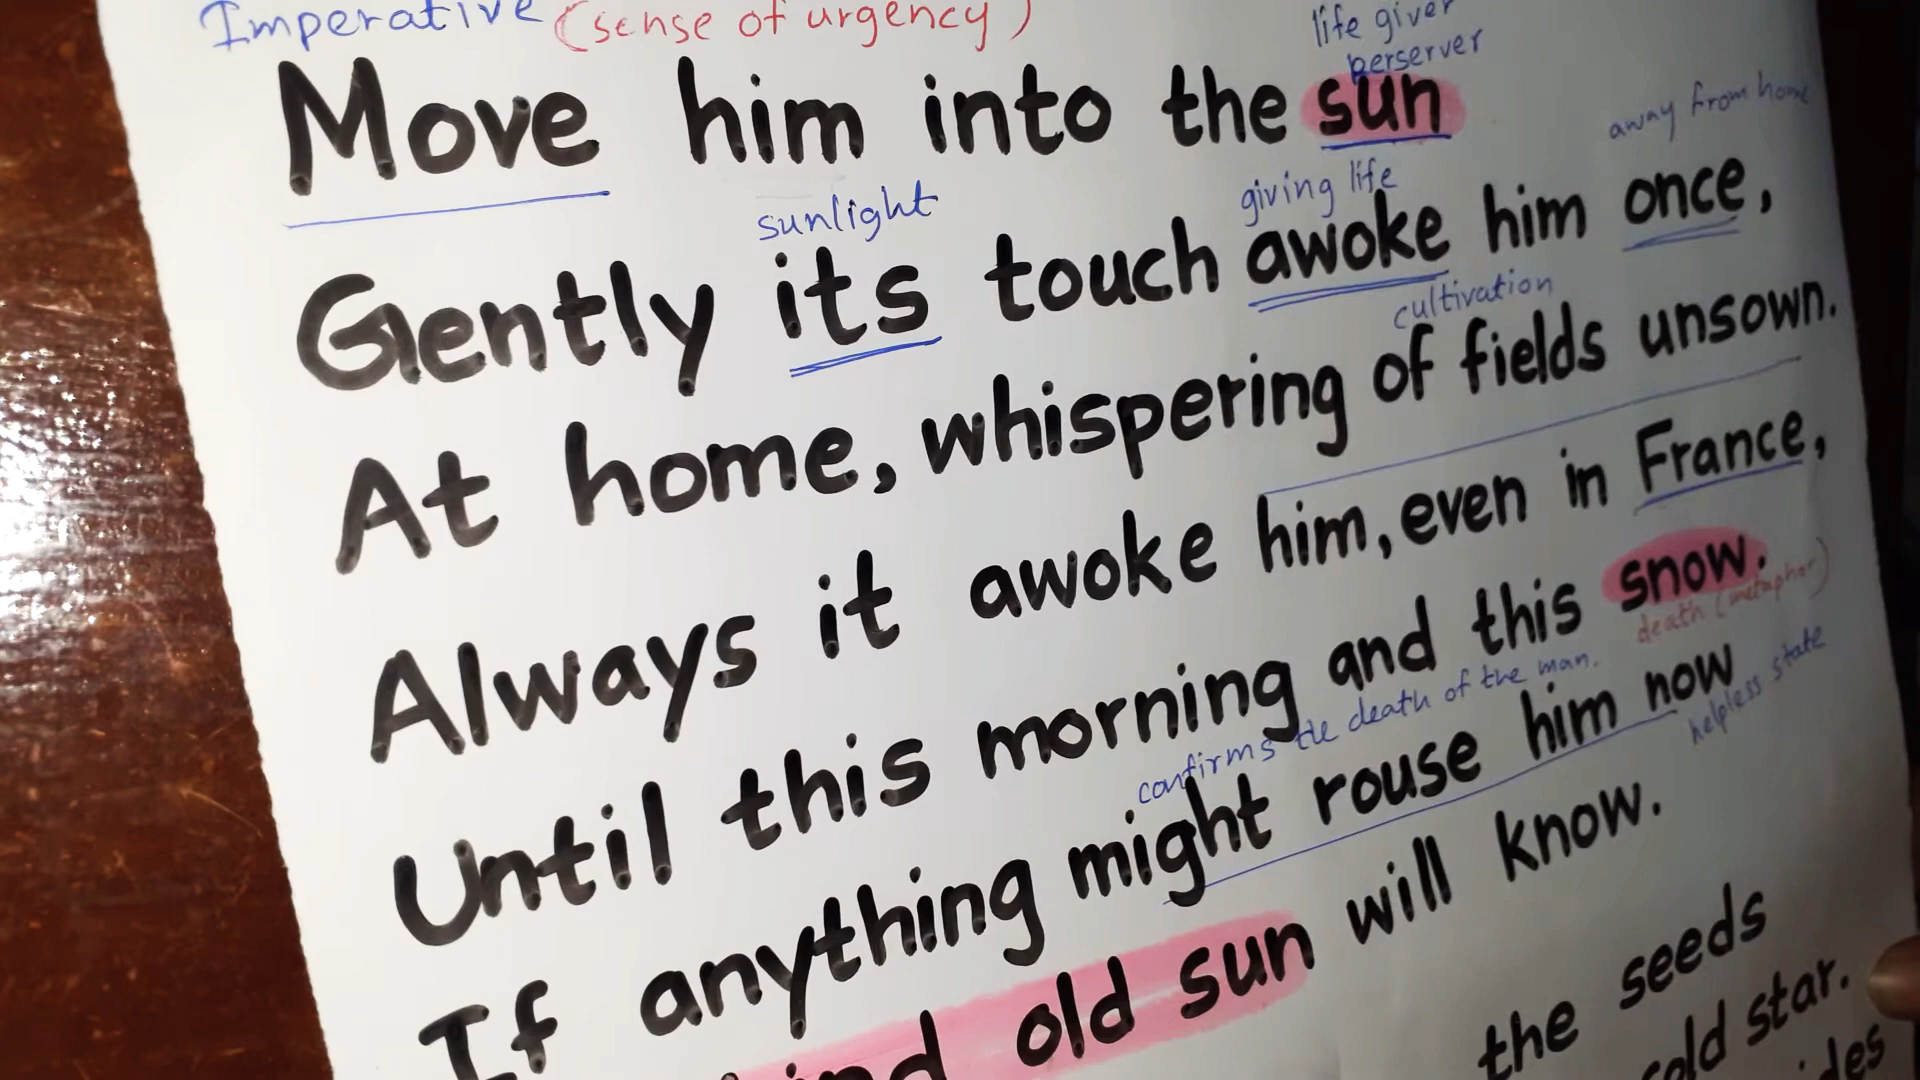 Imperative (sense of urgency)
life giver
perserver
Move him into the sun
away from home
sunlight
giving life
Gently its touch awoke him once,
cultivation
At home, whispering of fields unsown.
Always it awoke him, even in France,
Until this morning and this snow.
death (metaphor)
confirms the death of the man.
helpless state
If anything might rouse him now
old sun will know.
the seeds
cold star.